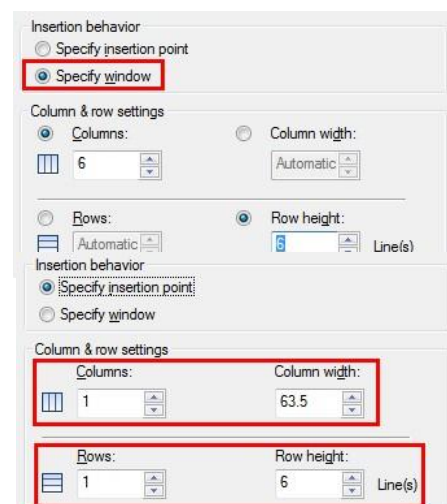 Insertion behavior
Specify insertion point
Specify window
Column & row settings
Columns: Column width:
6 Automatic
Rows: Row height:
Automatic 6 Line(s)
Insertion behavior
Specify insertion point
Specify window
Column & row settings
Columns: Column width:
1 63.5
Rows: Row height:
1 6 Line(s)